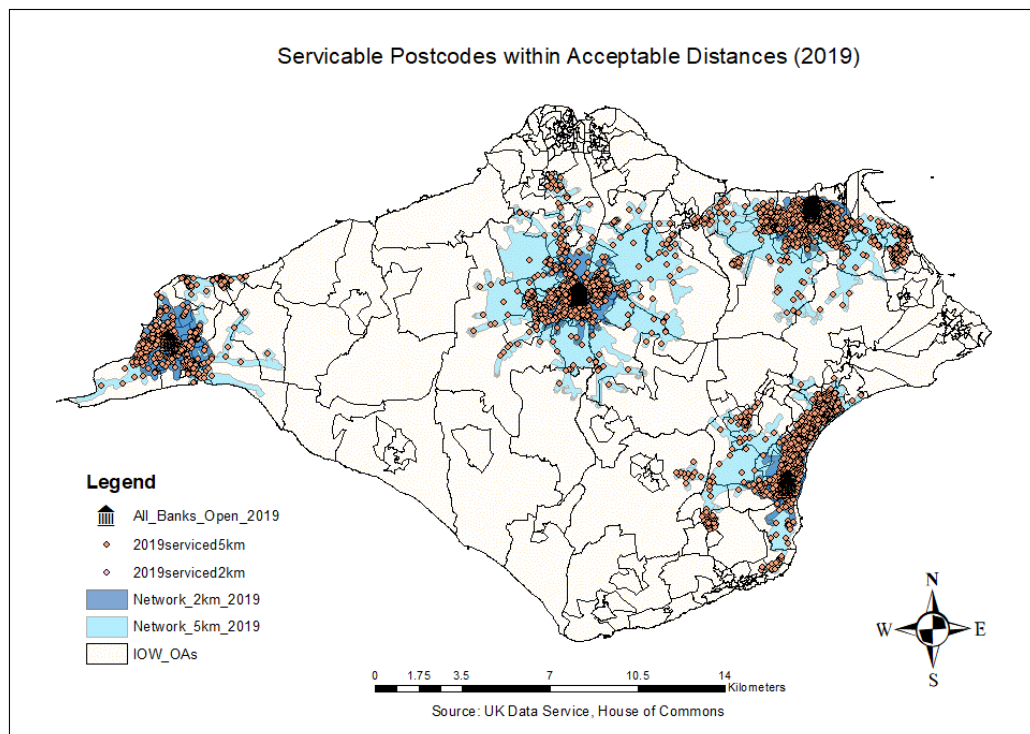 Servicable Postcodes within Acceptable Distances (2019)
Legend
All_Banks_Open_2019
2019serviced5km
2019serviced2km
Network_2km_2019
Network_5km_2019
IOW_OAs
N
W E
S
0 1.75 3.5 7 10.5 14
Kilometers
Source: UK Data Service, House of Commons